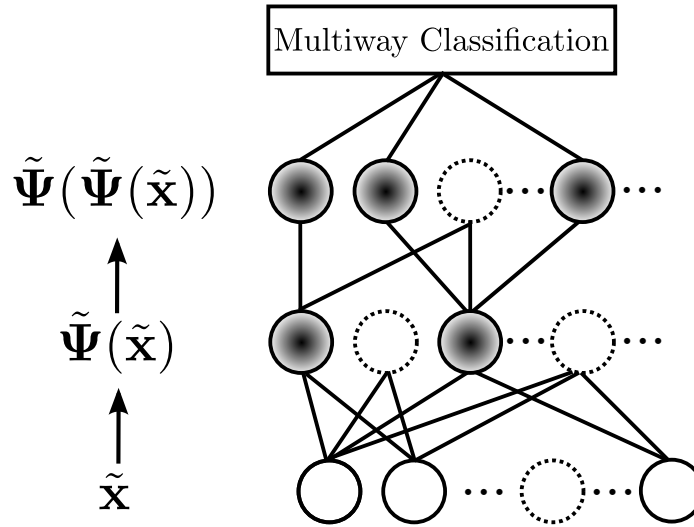 Multiway Classification
Ψ̃(Ψ̃(x̃))
Ψ̃(x̃)
x̃